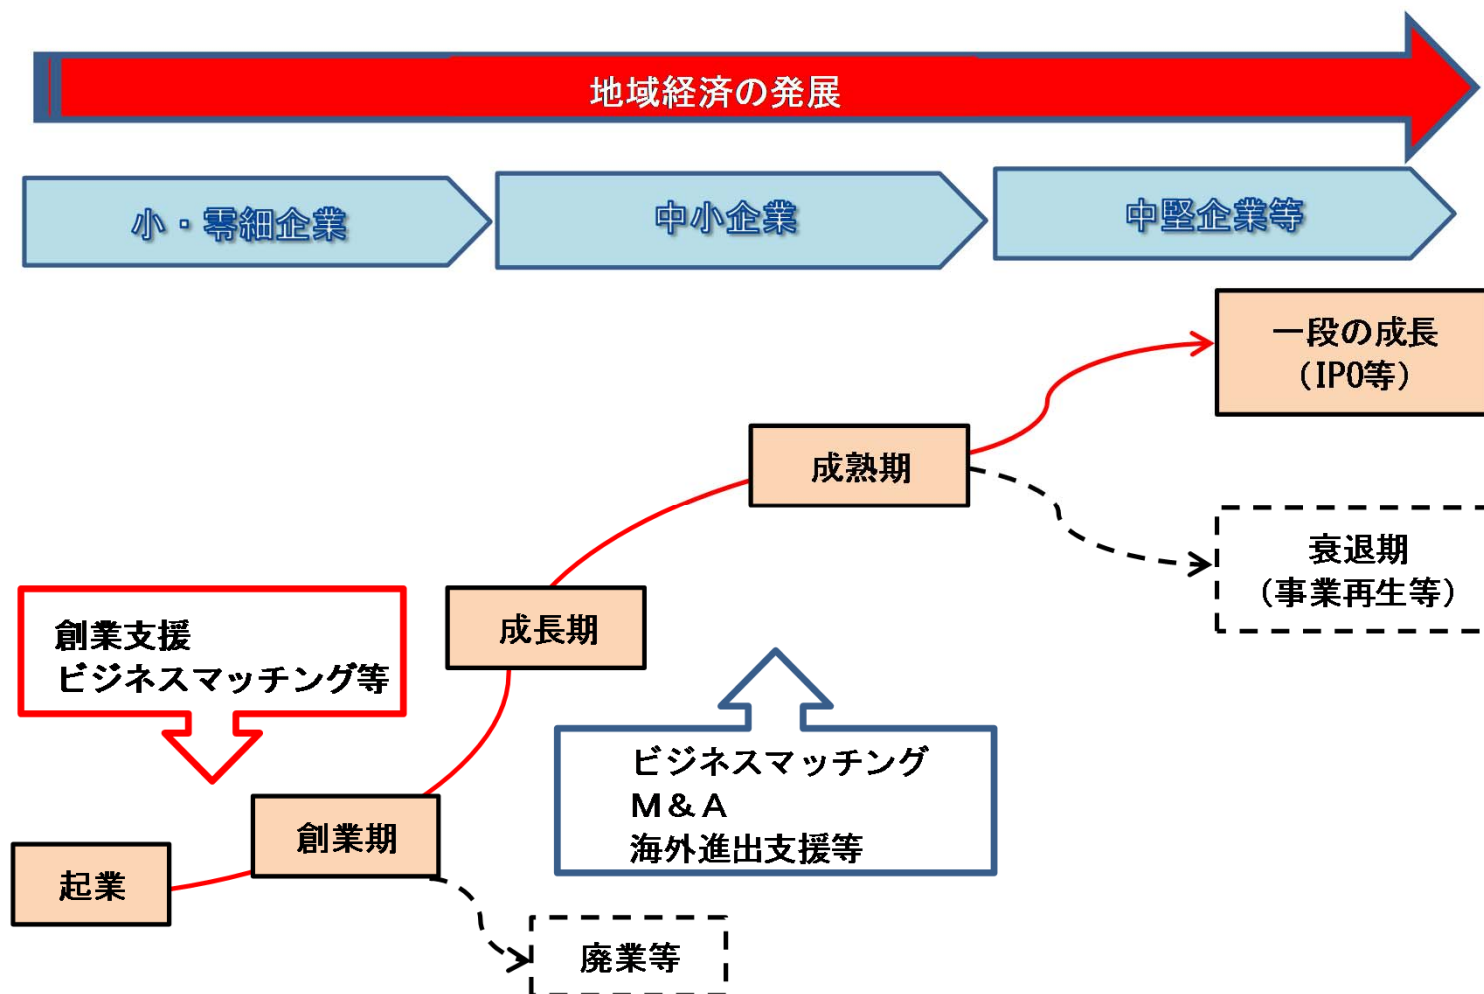 地域経済の発展
小・零細企業
中小企業
中堅企業等
一段の成長
（IPO等）
成熟期
衰退期
（事業再生等）
成長期
創業支援
ビジネスマッチング等
ビジネスマッチング
Ｍ＆Ａ
海外進出支援等
創業期
起業
廃業等